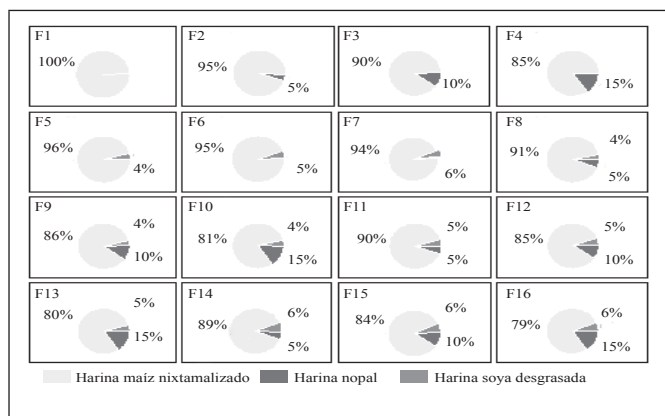 F1
100%
F2
95%
5%
F3
90%
10%
F4
85%
15%
F5
96%
4%
F6
95%
5%
F7
94%
6%
F8
91%
4%
5%
F9
86%
4%
10%
F10
81%
4%
15%
F11
90%
5%
5%
F12
85%
5%
10%
F13
80%
5%
15%
F14
89%
6%
5%
F15
84%
6%
10%
F16
79%
6%
15%
Harina maíz nixtamalizado Harina nopal Harina soya desgrasada